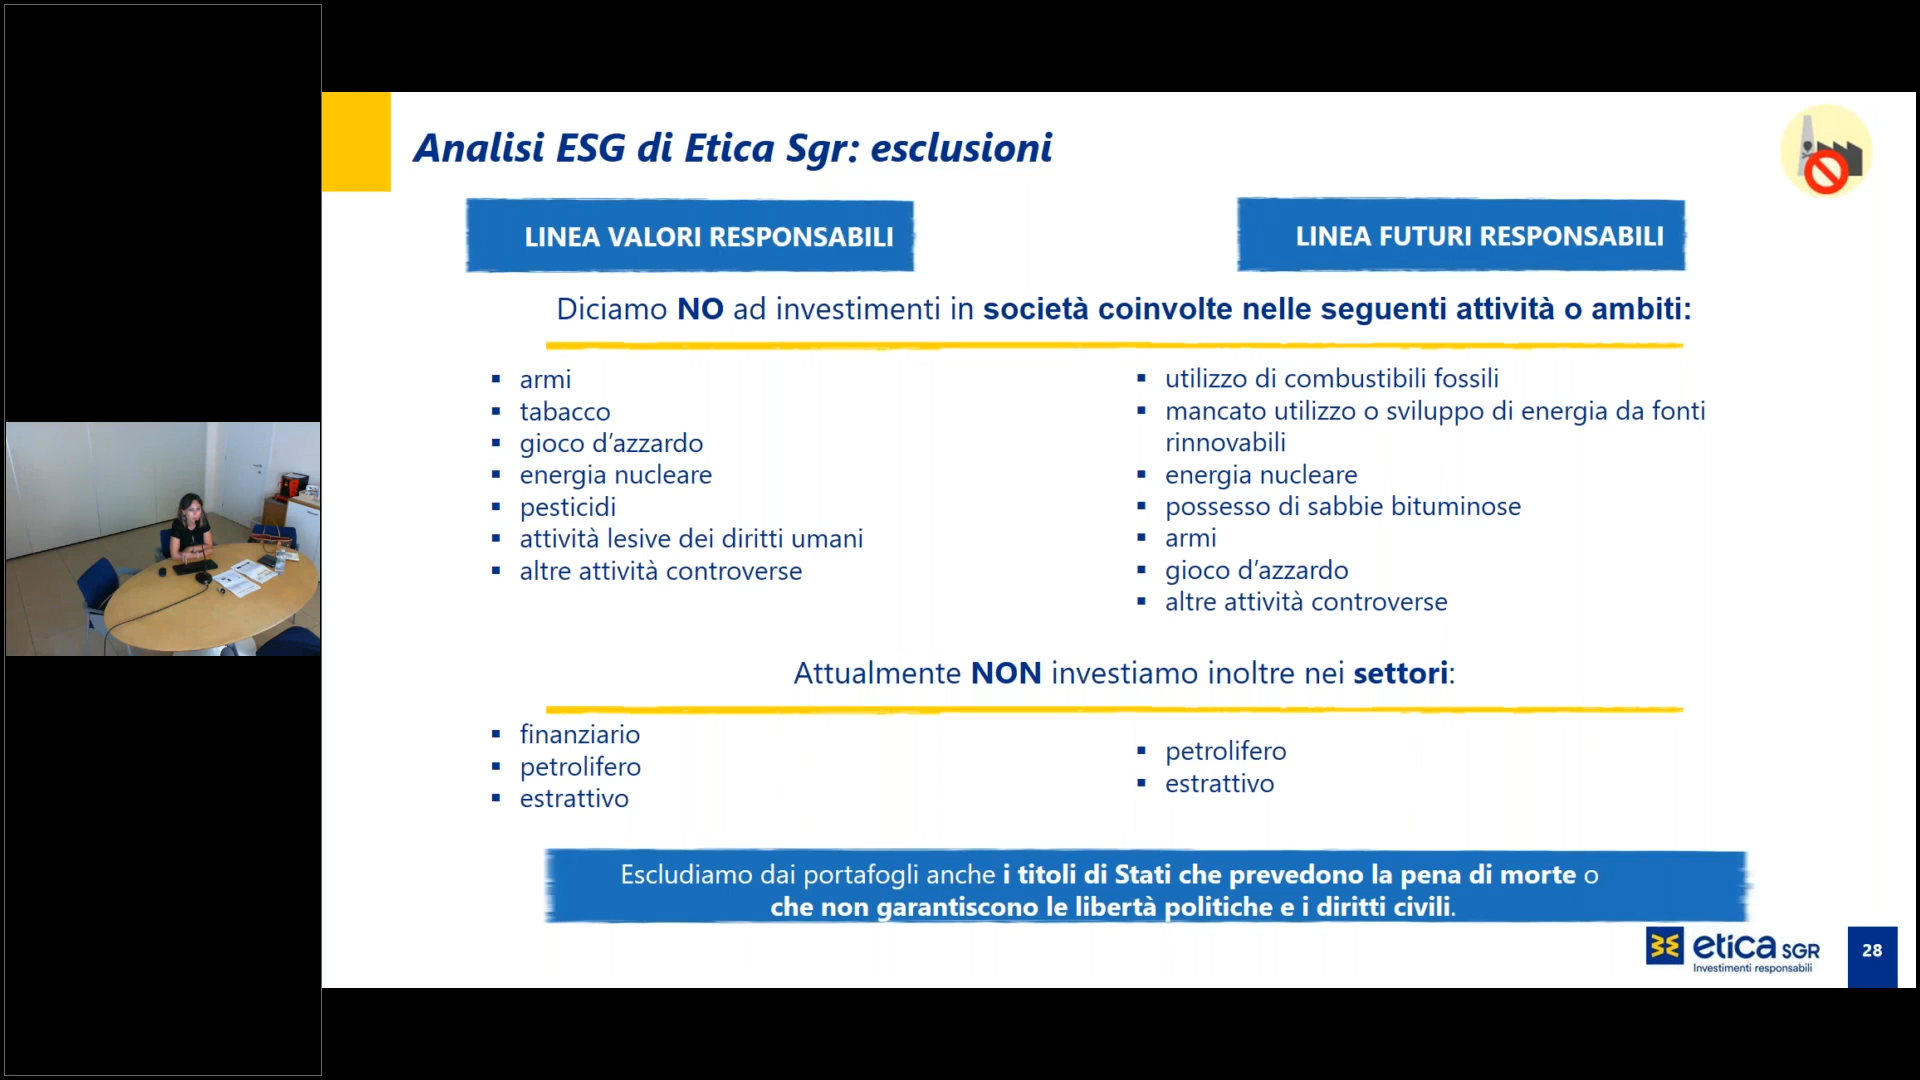 Analisi ESG di Etica Sgr: esclusioni
LINEA VALORI RESPONSABILI
LINEA FUTURI RESPONSABILI
Diciamo NO ad investimenti in società coinvolte nelle seguenti attività o ambiti:
▪ armi
▪ tabacco
▪ gioco d’azzardo
▪ energia nucleare
▪ pesticidi
▪ attività lesive dei diritti umani
▪ altre attività controverse
▪ utilizzo di combustibili fossili
▪ mancato utilizzo o sviluppo di energia da fonti
rinnovabili
▪ energia nucleare
▪ possesso di sabbie bituminose
▪ armi
▪ gioco d’azzardo
▪ altre attività controverse
Attualmente NON investiamo inoltre nei settori:
▪ finanziario
▪ petrolifero
▪ estrattivo
▪ petrolifero
▪ estrattivo
Escludiamo dai portafogli anche i titoli di Stati che prevedono la pena di morte o
che non garantiscono le libertà politiche e i diritti civili.
etica SGR
Investimenti responsabili
28